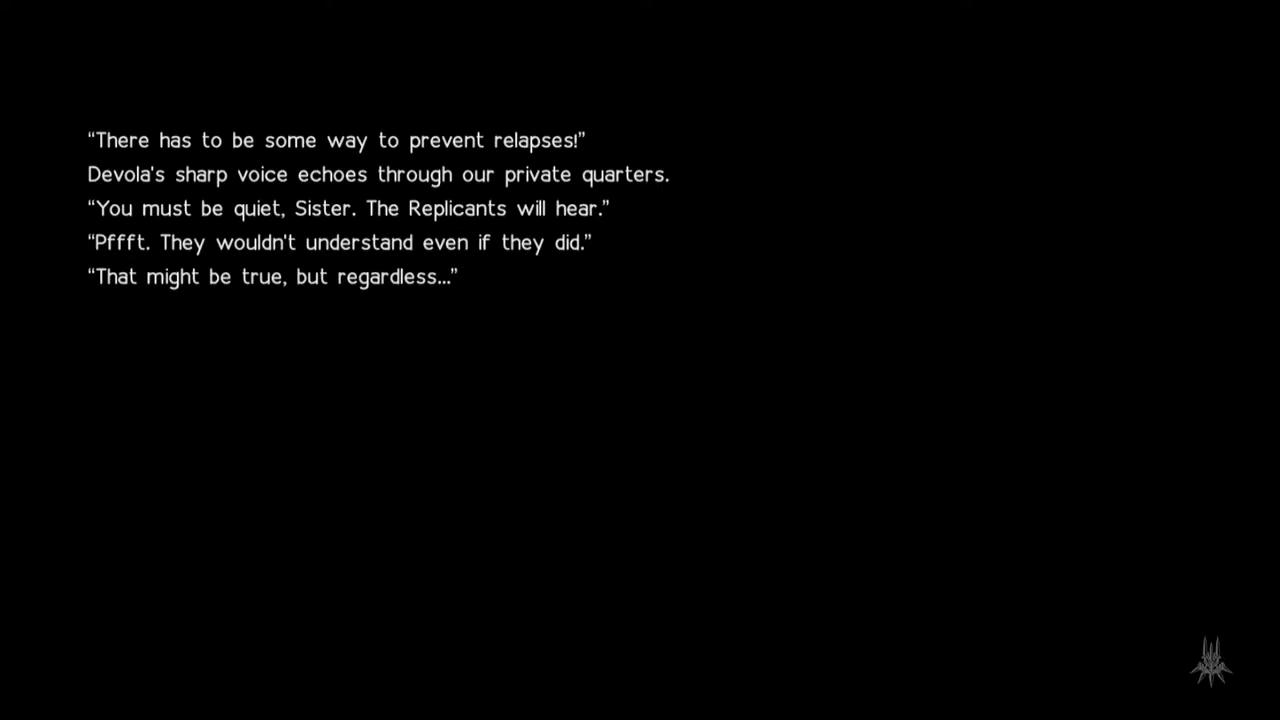 “There has to be some way to prevent relapses!”
Devola's sharp voice echoes through our private quarters.
“You must be quiet, Sister. The Replicants will hear.”
“Pffft. They wouldn't understand even if they did.”
“That might be true, but regardless...”